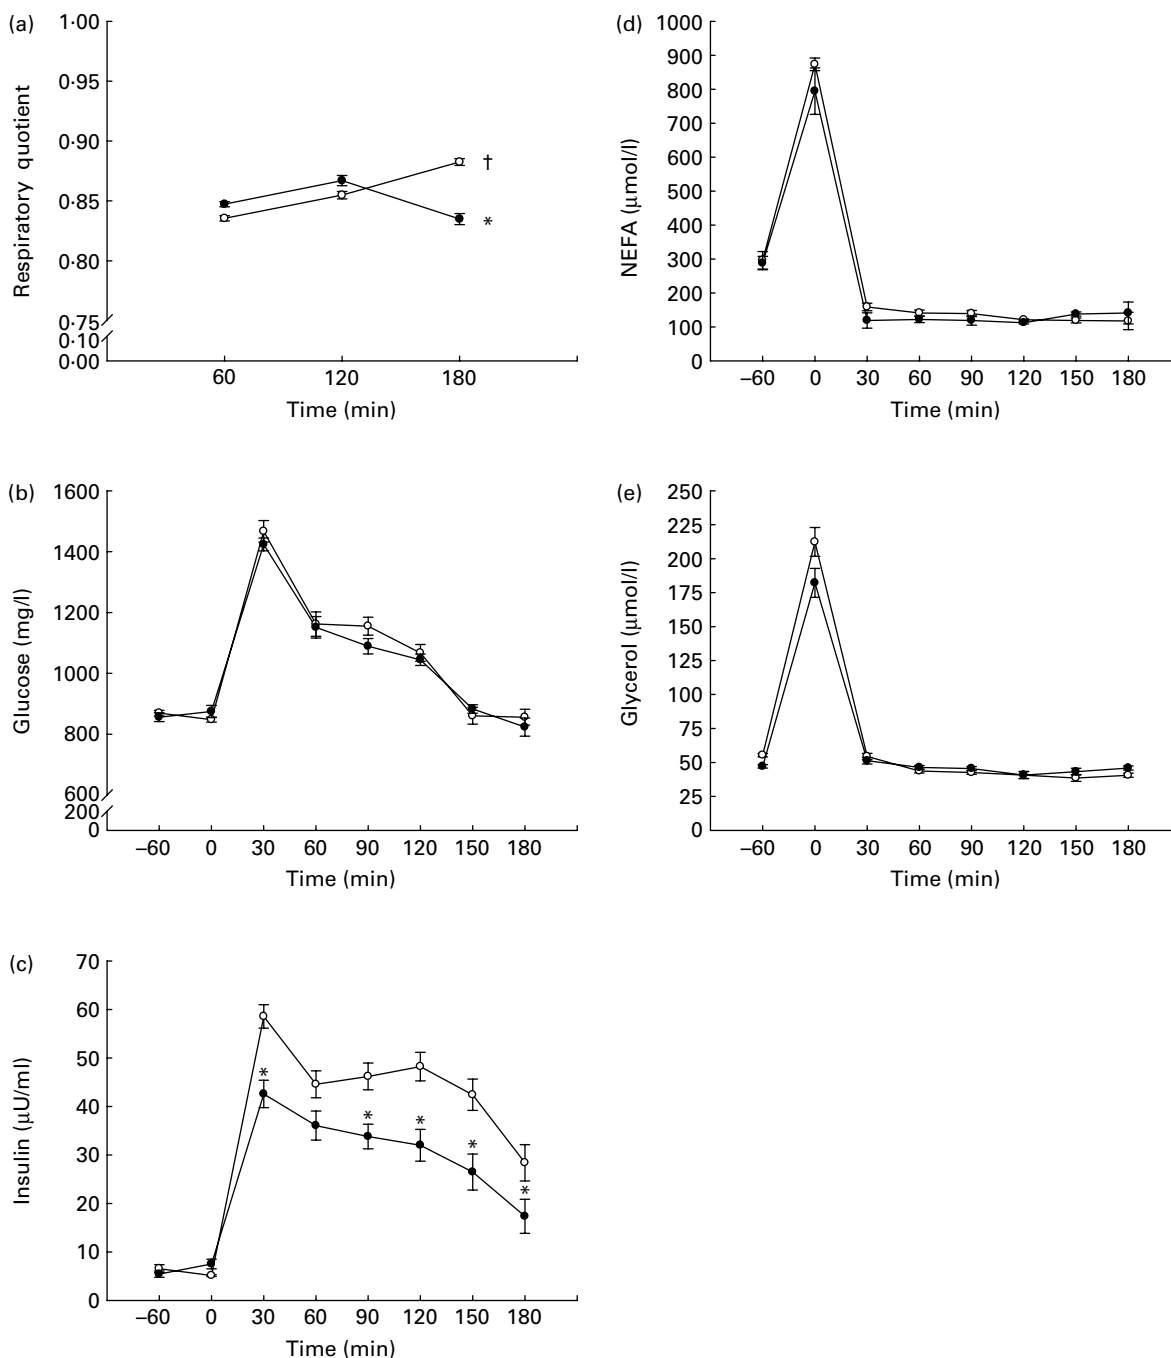 (a)
Respiratory quotient
1·00
0·95
0·90
0·85
0·80
0·75
0·10
0·00
†
*
60 120 180
Time (min)
(b)
Glucose (mg/l)
1600
1400
1200
1000
800
600
200
0
−60 0 30 60 90 120 150 180
Time (min)
(c)
Insulin (μU/ml)
70
60
50
40
30
20
10
0
*
*
*
*
*
−60 0 30 60 90 120 150 180
Time (min)
(d)
NEFA (μmol/l)
1000
900
800
700
600
500
400
300
200
100
0
−60 0 30 60 90 120 150 180
Time (min)
(e)
Glycerol (μmol/l)
250
225
200
175
150
125
100
75
50
25
0
−60 0 30 60 90 120 150 180
Time (min)